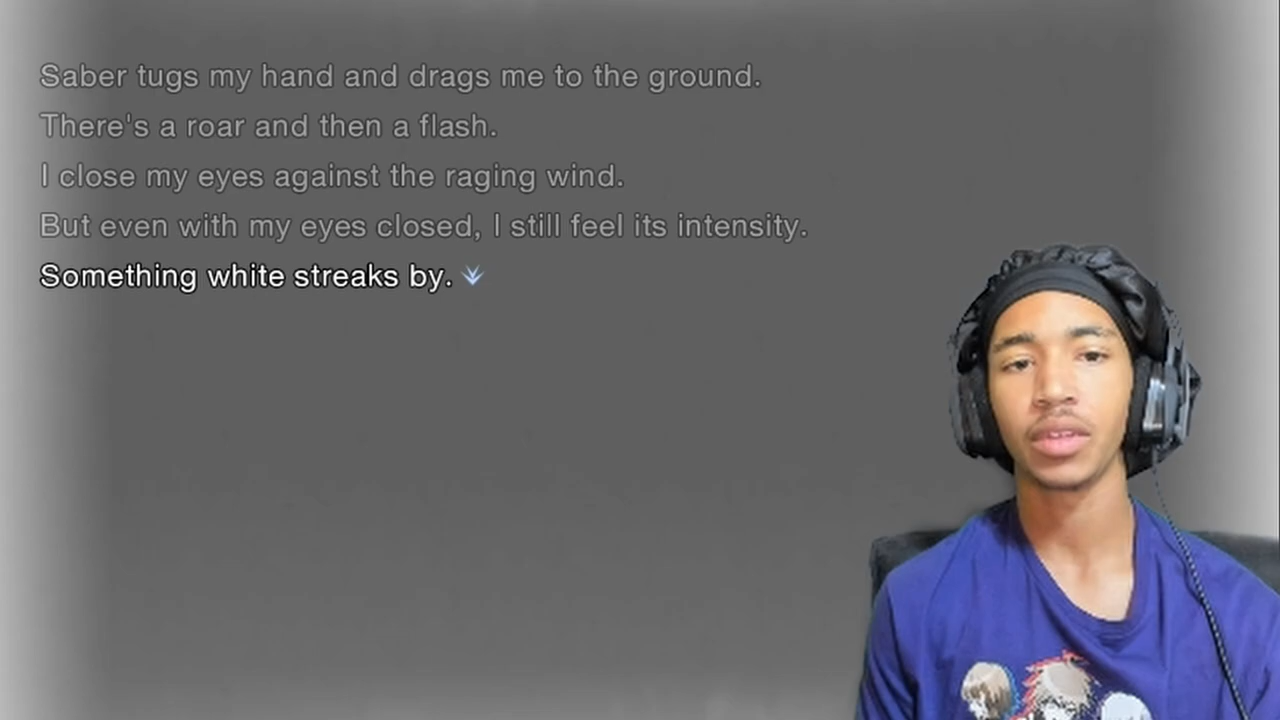 Saber tugs my hand and drags me to the ground.
There's a roar and then a flash.
I close my eyes against the raging wind.
But even with my eyes closed, I still feel its intensity.
Something white streaks by.